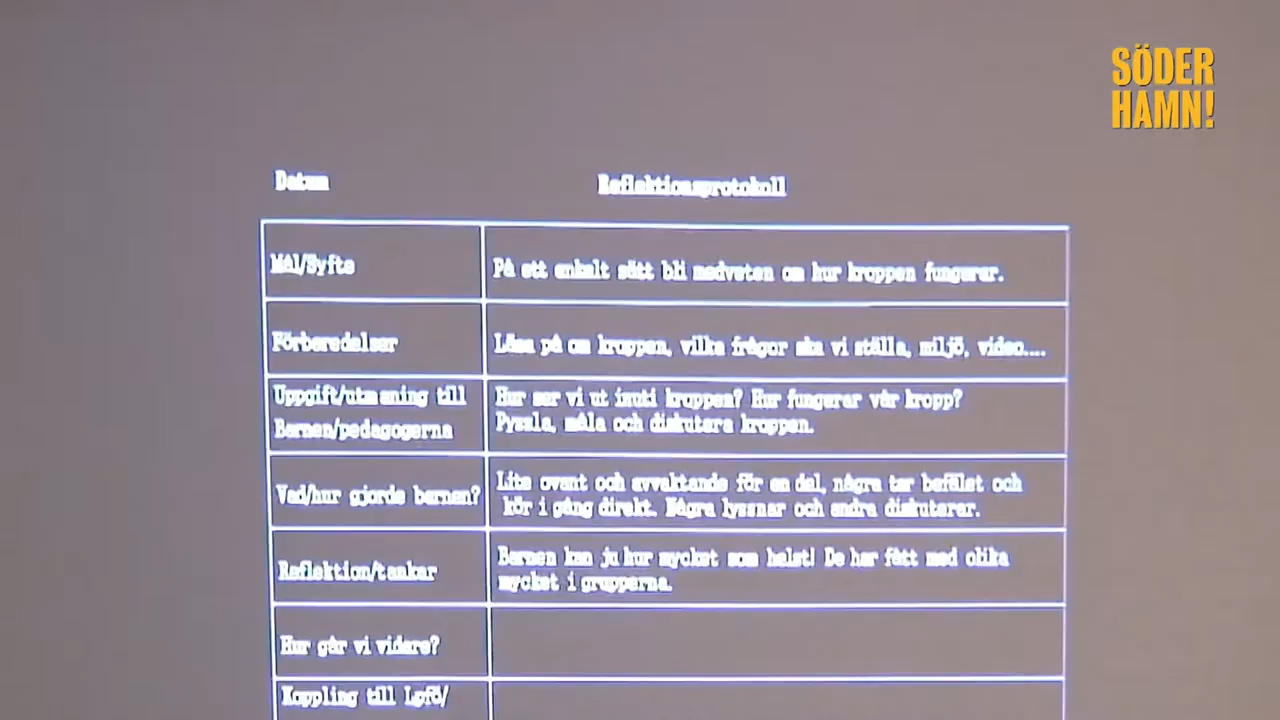 SÖDER
HAMN!
Datum
Reflektionsprotokoll
Mål/Syfte
På ett enkelt sätt bli medveten om hur kroppen fungerar.
Förberedelser
Läsa på om kroppen, vilka frågor ska vi ställa, miljö, video....
Uppgift/utmaning till
Barnen/pedagogerna
Hur ser vi ut inuti kroppen? Hur fungerar vår kropp?
Pyssla, måla och diskutera kroppen.
Vad/hur gjorde barnen?
Lite ovant och avvaktande för en del, några tar befälet och
kör i gång direkt. Några lyssnar och andra diskuterar.
Reflektion/tankar
Barnen kan ju hur mycket som helst! De har fått med olika
mycket i grupperna.
Hur går vi vidare?
Koppling till Lpfö/